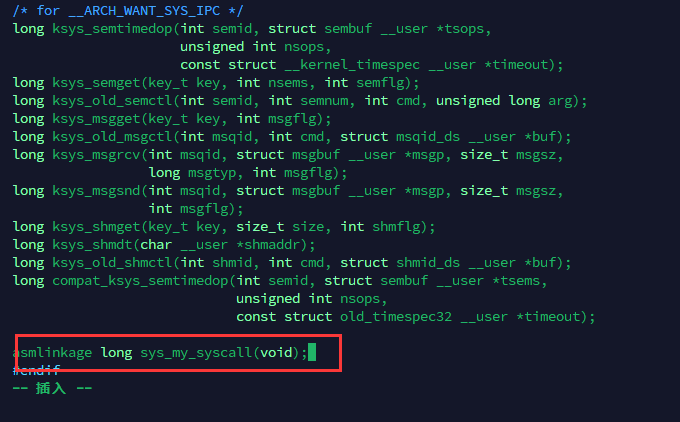 /* for __ARCH_WANT_SYS_IPC */
long ksys_semtimedop(int semid, struct sembuf __user *tsops,
unsigned int nsops,
const struct __kernel_timespec __user *timeout);
long ksys_semget(key_t key, int nsems, int semflg);
long ksys_old_semctl(int semid, int semnum, int cmd, unsigned long arg);
long ksys_msgget(key_t key, int msgflg);
long ksys_old_msgctl(int msqid, int cmd, struct msqid_ds __user *buf);
long ksys_msgrcv(int msqid, struct msgbuf __user *msgp, size_t msgsz,
long msgtyp, int msgflg);
long ksys_msgsnd(int msqid, struct msgbuf __user *msgp, size_t msgsz,
int msgflg);
long ksys_shmget(key_t key, size_t size, int shmflg);
long ksys_shmdt(char __user *shmaddr);
long ksys_old_shmctl(int shmid, int cmd, struct shmid_ds __user *buf);
long compat_ksys_semtimedop(int semid, struct sembuf __user *tsems,
unsigned int nsops,
const struct old_timespec32 __user *timeout);
asmlinkage long sys_my_syscall(void);
#endif
-- 插入 --